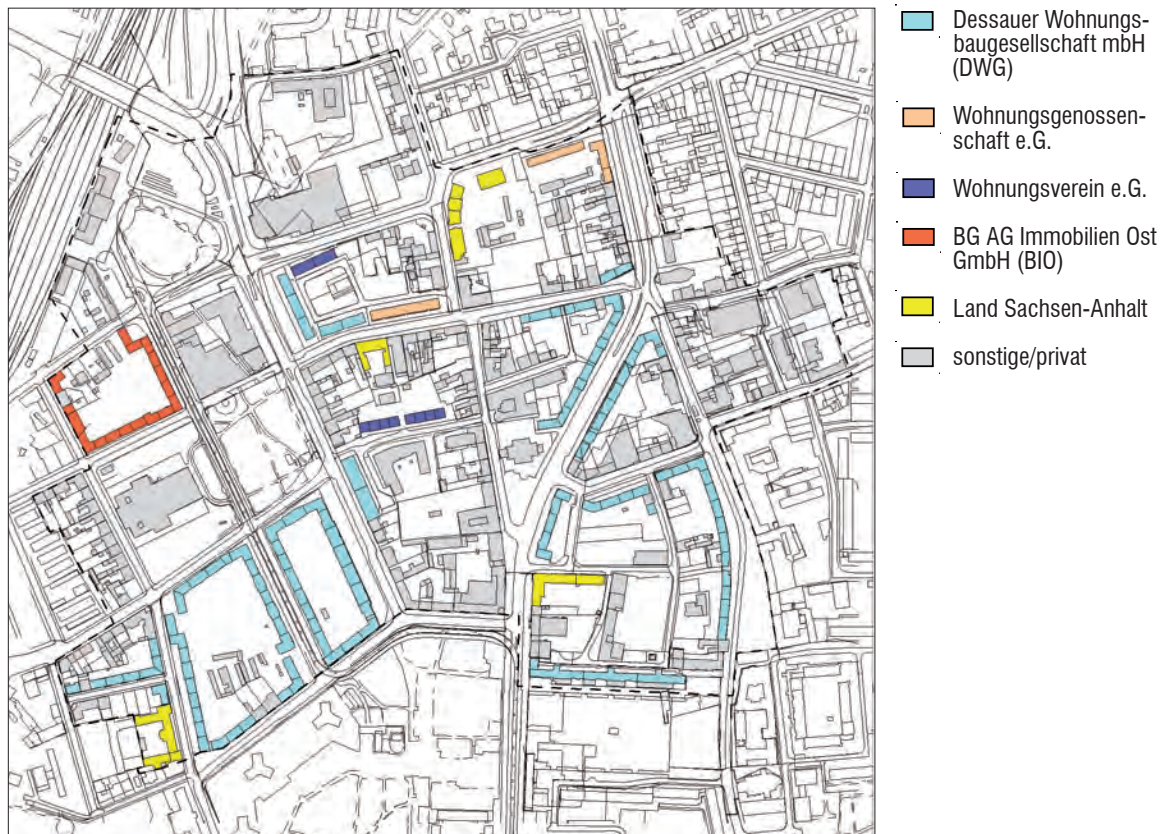 Dessauer Wohnungs-
baugesellschaft mbH
(DWG)
Wohnungsgenossen-
schaft e.G.
Wohnungsverein e.G.
BG AG Immobilien Ost
GmbH (BIO)
Land Sachsen-Anhalt
sonstige/privat